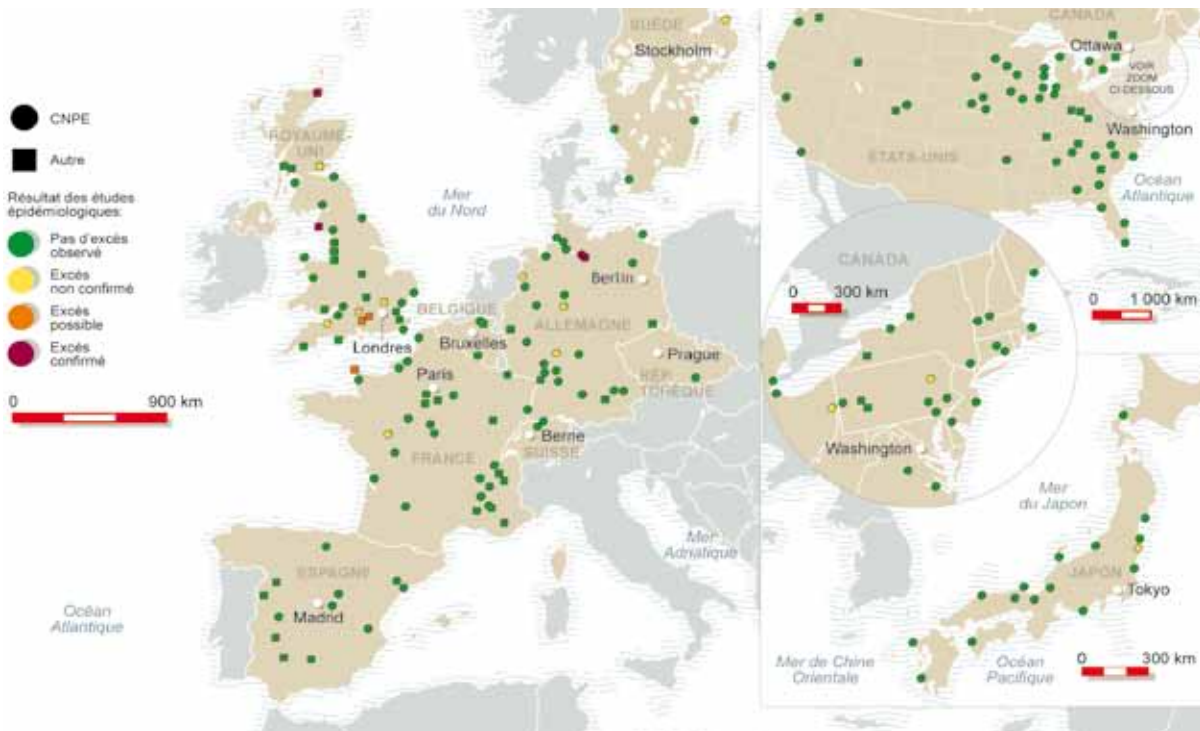 CNPE
Autre
Résultat des études
épidémiologiques:
Pas d'excès
observé
Excès
non confirmé
Excès
possible
Excès
confirmé
0 900 km
SUÈDE
Stockholm
ROYAUME-
UNI
Mer
du Nord
Berlin
BELGIQUE
ALLEMAGNE
Londres
Bruxelles
Prague
RÉP.
TCHÈQUE
Paris
Berne
SUISSE
FRANCE
Mer
Adriatique
ESPAGNE
Madrid
Océan
Atlantique
CANADA
Ottawa
VOIR
ZOOM
CI-DESSOUS
Washington
ÉTATS-UNIS
Océan
Atlantique
CANADA
0 300 km
0 1 000 km
Washington
Mer
du Japon
JAPON
Tokyo
Mer de Chine
Orientale
Océan
Pacifique
0 300 km